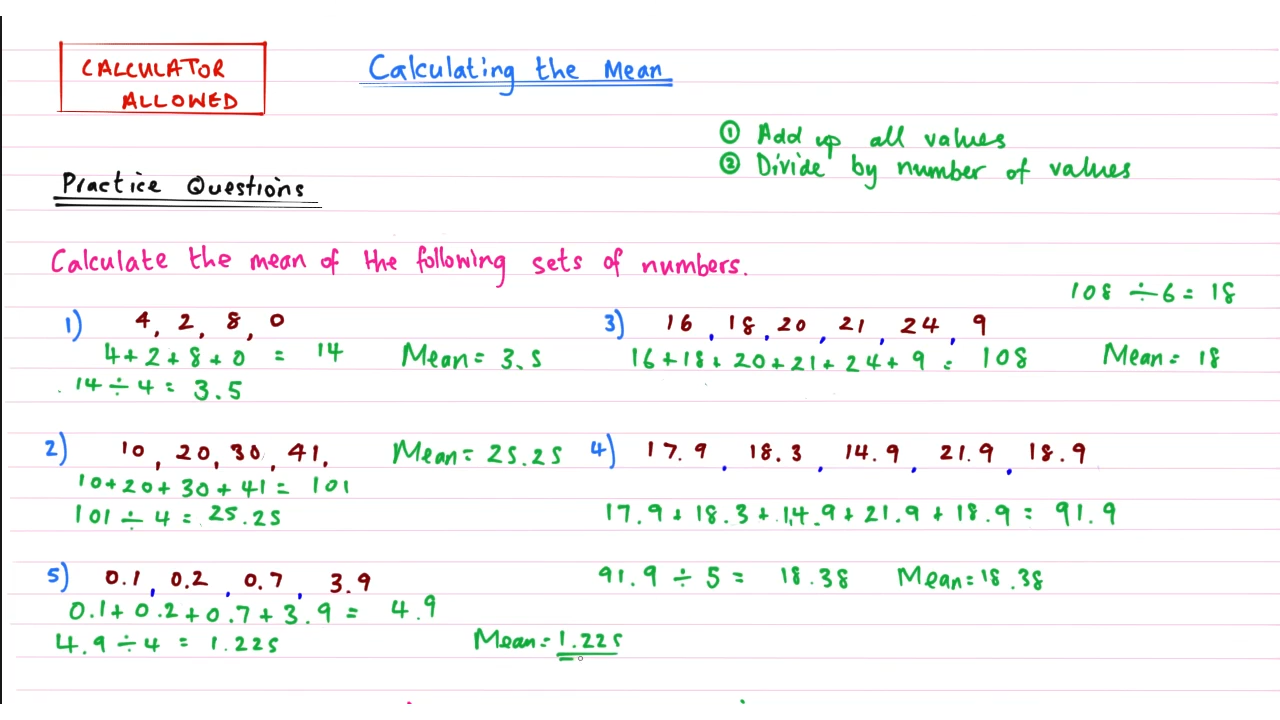 CALCULATOR
ALLOWED
Calculating the Mean
① Add up all values
② Divide by number of values
Practice Questions
Calculate the mean of the following sets of numbers.
1) 4, 2, 8, 0
4 + 2 + 8 + 0 = 14
Mean = 3.5
14 ÷ 4 = 3.5
2) 10, 20, 30, 41,
Mean = 25.25
10 + 20 + 30 + 41 = 101
101 ÷ 4 = 25.25
3) 16, 18, 20, 21, 24, 9
108 ÷ 6 = 18
16 + 18 + 20 + 21 + 24 + 9 = 108
Mean = 18
4) 17.9, 18.3, 14.9, 21.9, 18.9
17.9 + 18.3 + 14.9 + 21.9 + 18.9 = 91.9
91.9 ÷ 5 = 18.38
Mean = 18.38
5) 0.1, 0.2, 0.7, 3.9
0.1 + 0.2 + 0.7 + 3.9 = 4.9
4.9 ÷ 4 = 1.225
Mean = 1.225